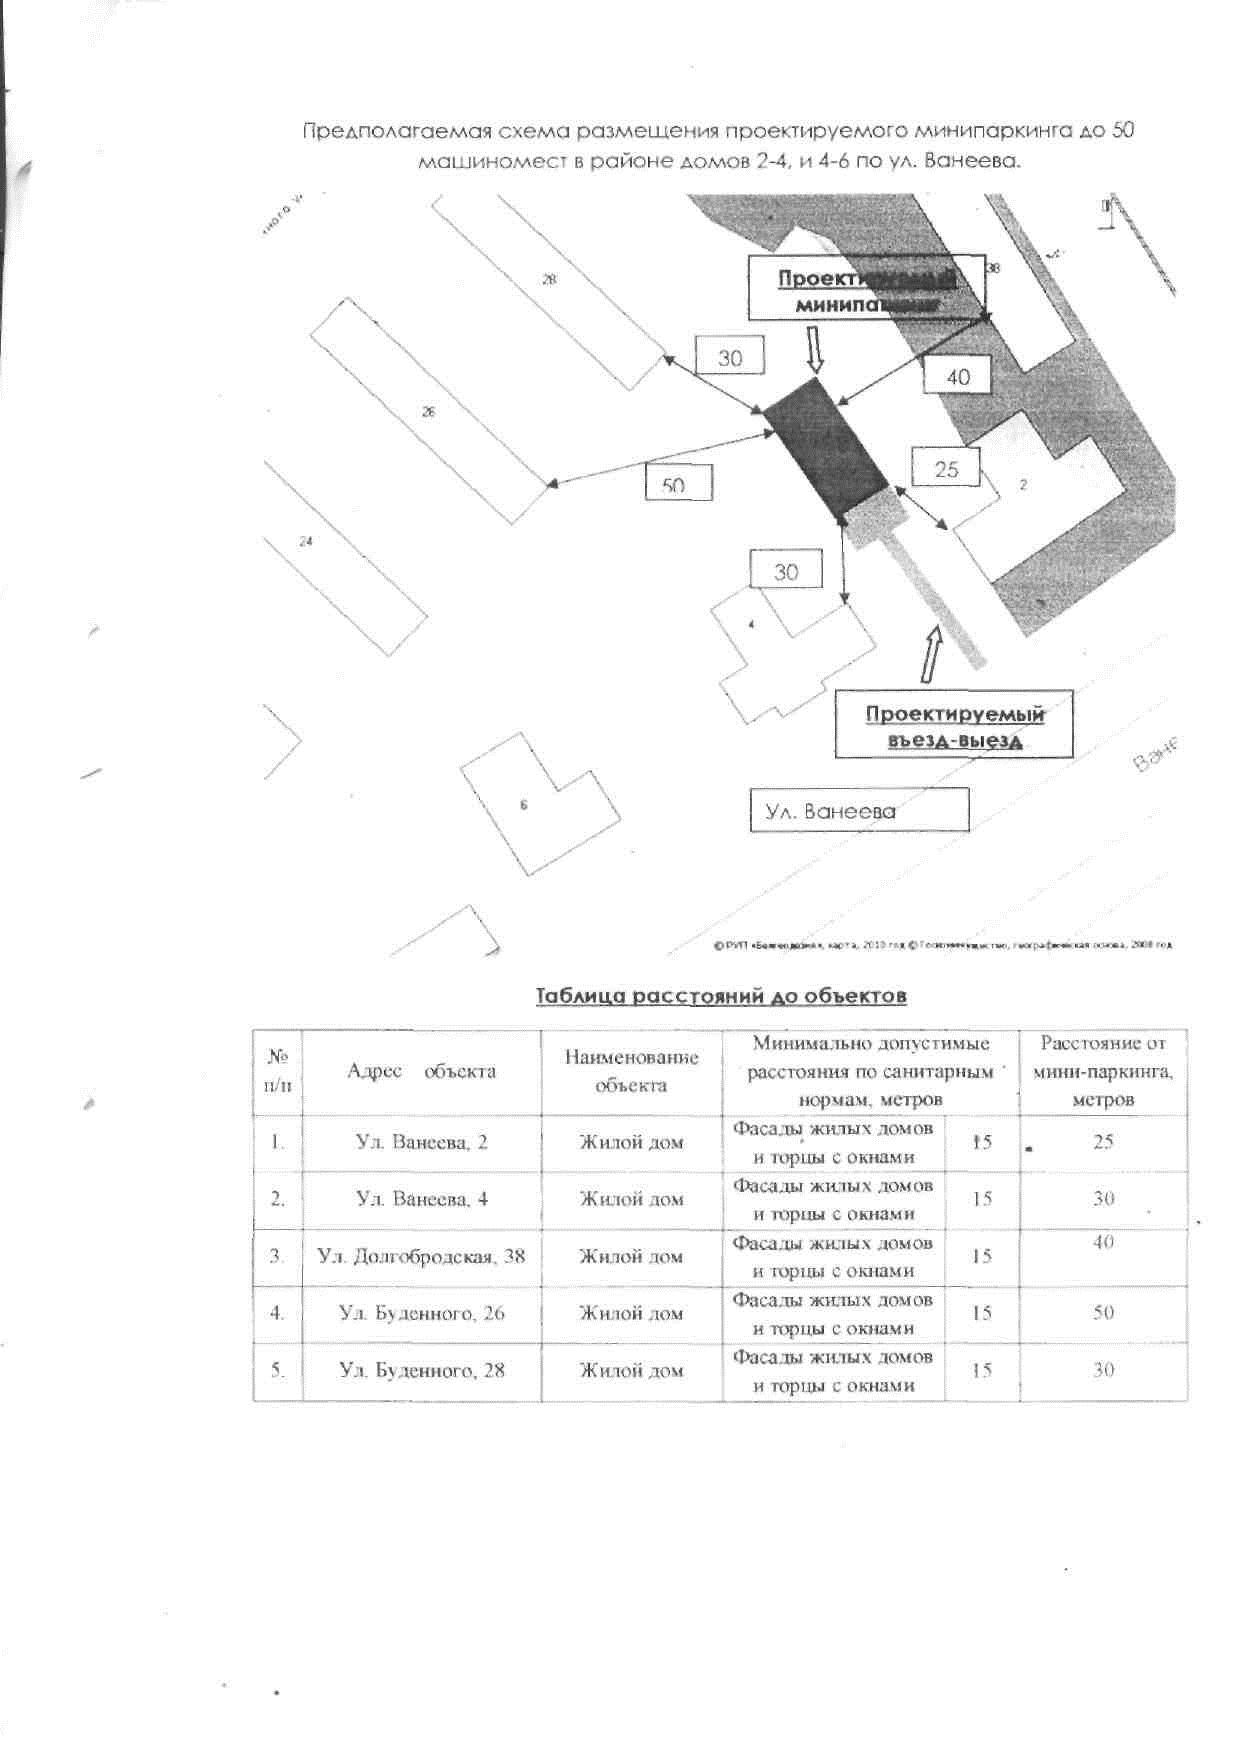 Предполагаемая схема размещения проектируемого минипаркинга до 50
машиномест в районе домов 2-4, и 4-6 по ул. Ванеева.
28
38
Проектируемый
минипаркинг
30
40
26
25
50
2
24
30
4
Проектируемый
въезд-выезд
Ване
6
Ул. Ванеева
© РУП «Белгеодезия», карта, 2010 год © Госкомимущество, географическая основа, 2008 год
Таблица расстояний до объектов
№
п/п
Адрес объекта
Наименование
объекта
Минимально допустимые
расстояния по санитарным
нормам, метров
Расстояние от
мини-паркинга,
метров
1.
Ул. Ванеева, 2
Жилой дом
Фасады жилых домов
и торцы с окнами
15
25
2.
Ул. Ванеева, 4
Жилой дом
Фасады жилых домов
и торцы с окнами
15
30
3.
Ул. Долгобродская, 38
Жилой дом
Фасады жилых домов
и торцы с окнами
15
40
4.
Ул. Буденного, 26
Жилой дом
Фасады жилых домов
и торцы с окнами
15
50
5.
Ул. Буденного, 28
Жилой дом
Фасады жилых домов
и торцы с окнами
15
30